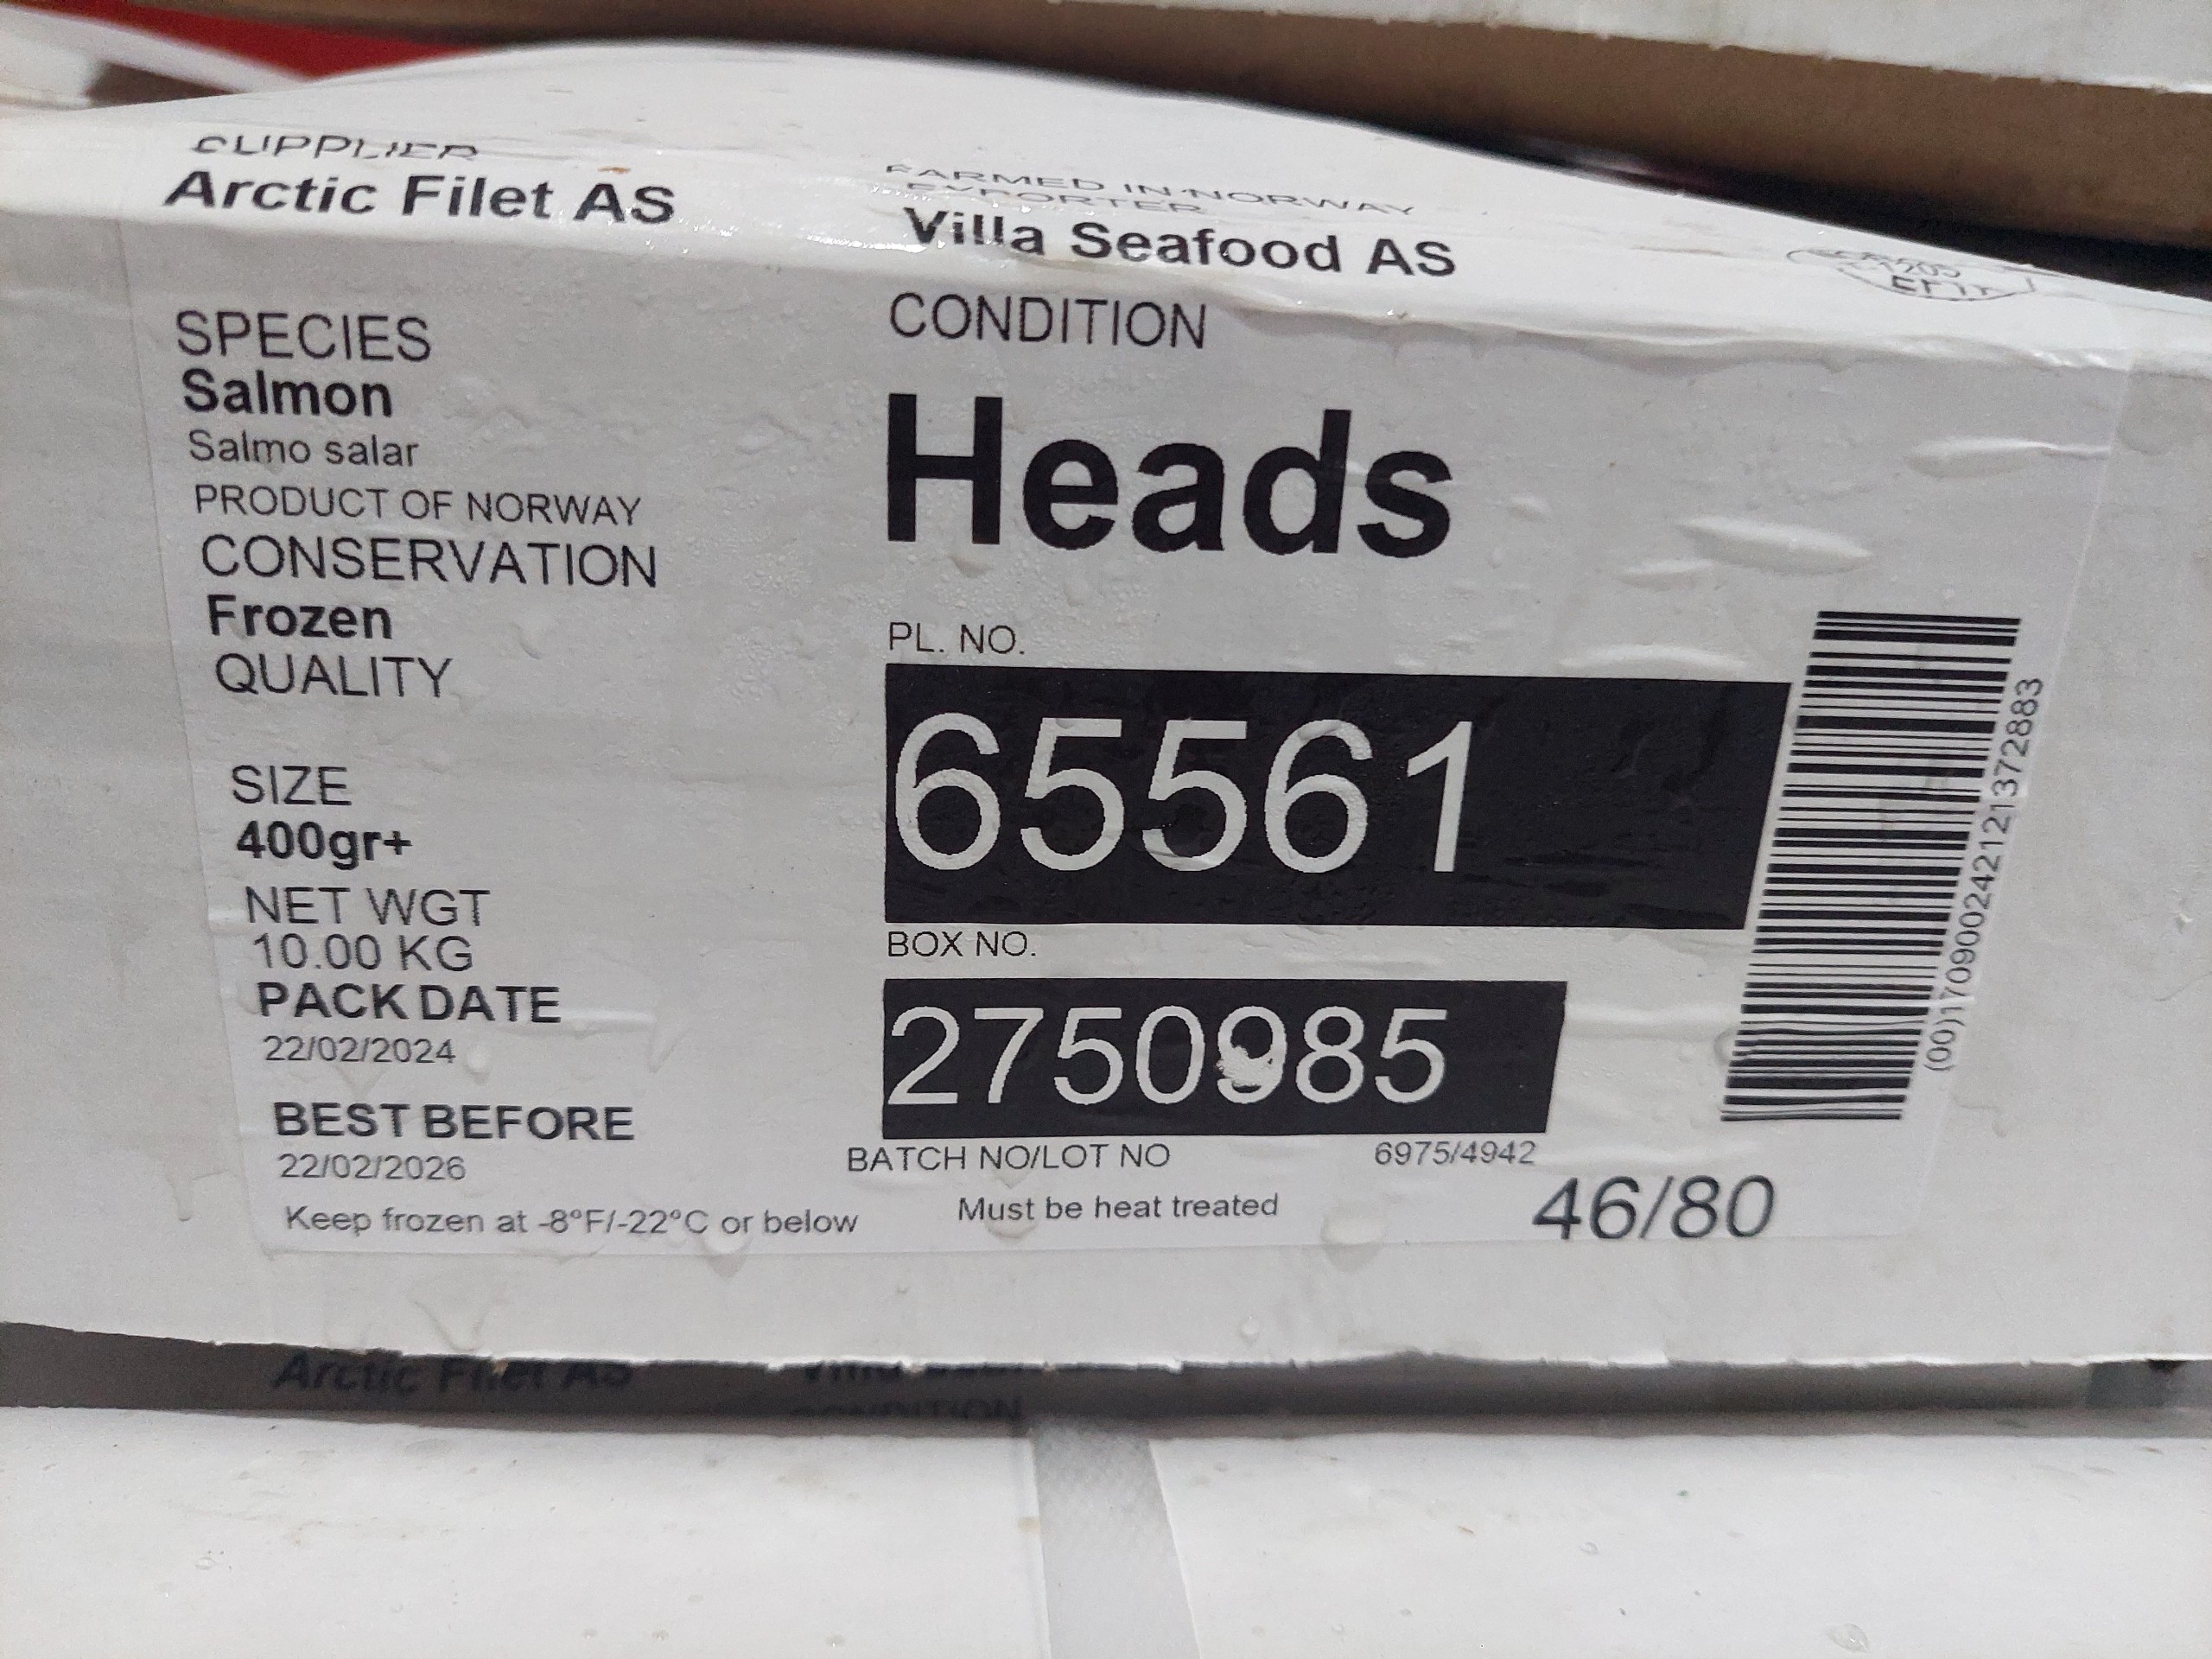 SUPPLIER
Arctic Filet AS
FARMED IN NORWAY
EXPORTER
Villa Seafood AS
SPECIES
Salmon
Salmo salar
PRODUCT OF NORWAY
CONSERVATION
Frozen
QUALITY
SIZE
400gr+
NET WGT
10.00 KG
PACK DATE
22/02/2024
BEST BEFORE
22/02/2026
Keep frozen at -8°F/-22°C or below
CONDITION
Heads
PL. NO.
65561
BOX NO.
2750985
BATCH NO/LOT NO 6975/4942
Must be heat treated
46/80
(00)170900242121372883
Arctic Filet AS
CONDITION